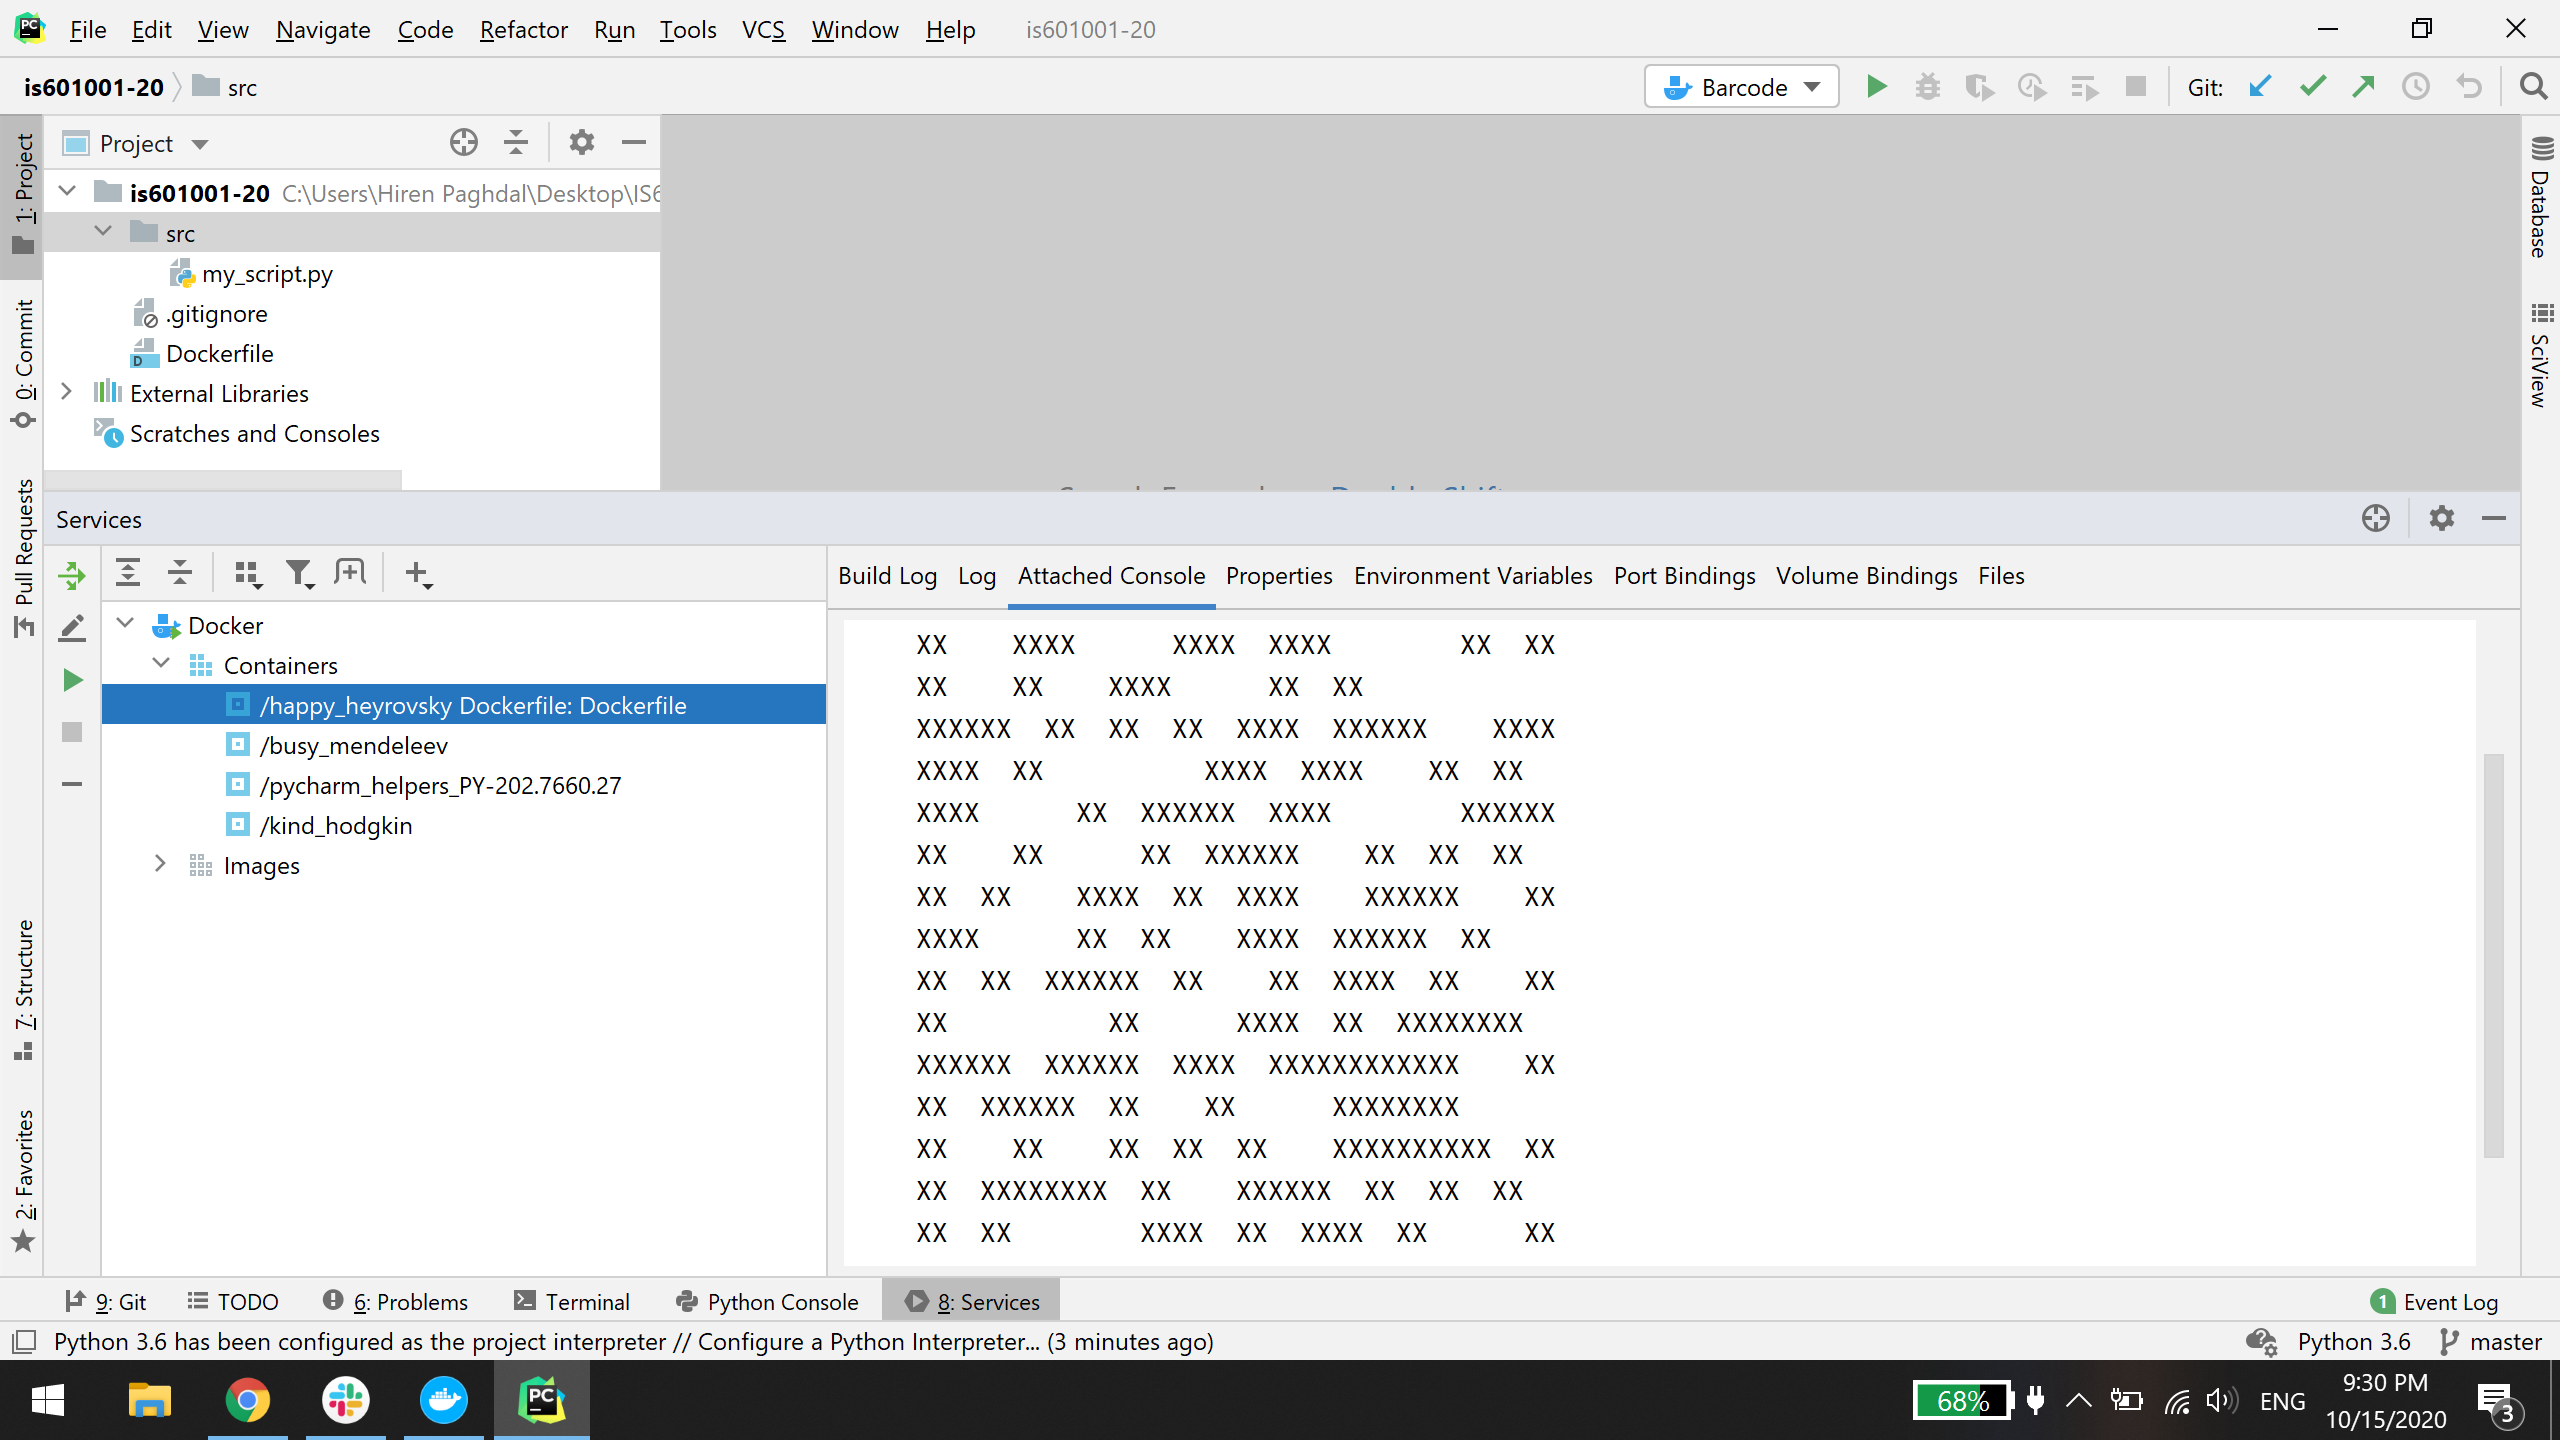 File Edit View Navigate Code Refactor Run Tools VCS Window Help is601001-20
is601001-20 src
Barcode
Git:
1: Project
0: Commit
Pull Requests
7: Structure
2: Favorites
Project
is601001-20 C:\Users\Hiren Paghdal\Desktop\IS6
src
my_script.py
.gitignore
Dockerfile
External Libraries
Scratches and Consoles
Database
SciView
Services
Docker
Containers
/happy_heyrovsky Dockerfile: Dockerfile
/busy_mendeleev
/pycharm_helpers_PY-202.7660.27
/kind_hodgkin
Images
Build Log Log Attached Console Properties Environment Variables Port Bindings Volume Bindings Files
XX    XXXX      XXXX  XXXX        XX  XX
XX    XX    XXXX      XX  XX
XXXXXX  XX  XX  XX  XXXX  XXXXXX    XXXX
XXXX  XX          XXXX  XXXX    XX  XX
XXXX      XX  XXXXXX  XXXX        XXXXXX
XX    XX      XX  XXXXXX    XX  XX  XX
XX  XX    XXXX  XX  XXXX    XXXXXX    XX
XXXX      XX  XX    XXXX  XXXXXX  XX
XX  XX  XXXXXX  XX    XX  XXXX  XX    XX
XX          XX      XXXX  XX  XXXXXXXX
XXXXXX  XXXXXX  XXXX  XXXXXXXXXXXX    XX
XX  XXXXXX  XX    XX      XXXXXXXX
XX    XX    XX  XX  XX    XXXXXXXXXX  XX
XX  XXXXXXXX  XX    XXXXXX  XX  XX  XX
XX  XX        XXXX  XX  XXXX  XX      XX
9: Git TODO 6: Problems Terminal Python Console 8: Services 1 Event Log
Python 3.6 has been configured as the project interpreter // Configure a Python Interpreter... (3 minutes ago) Python 3.6 master
68% ENG
9:30 PM
10/15/2020
3